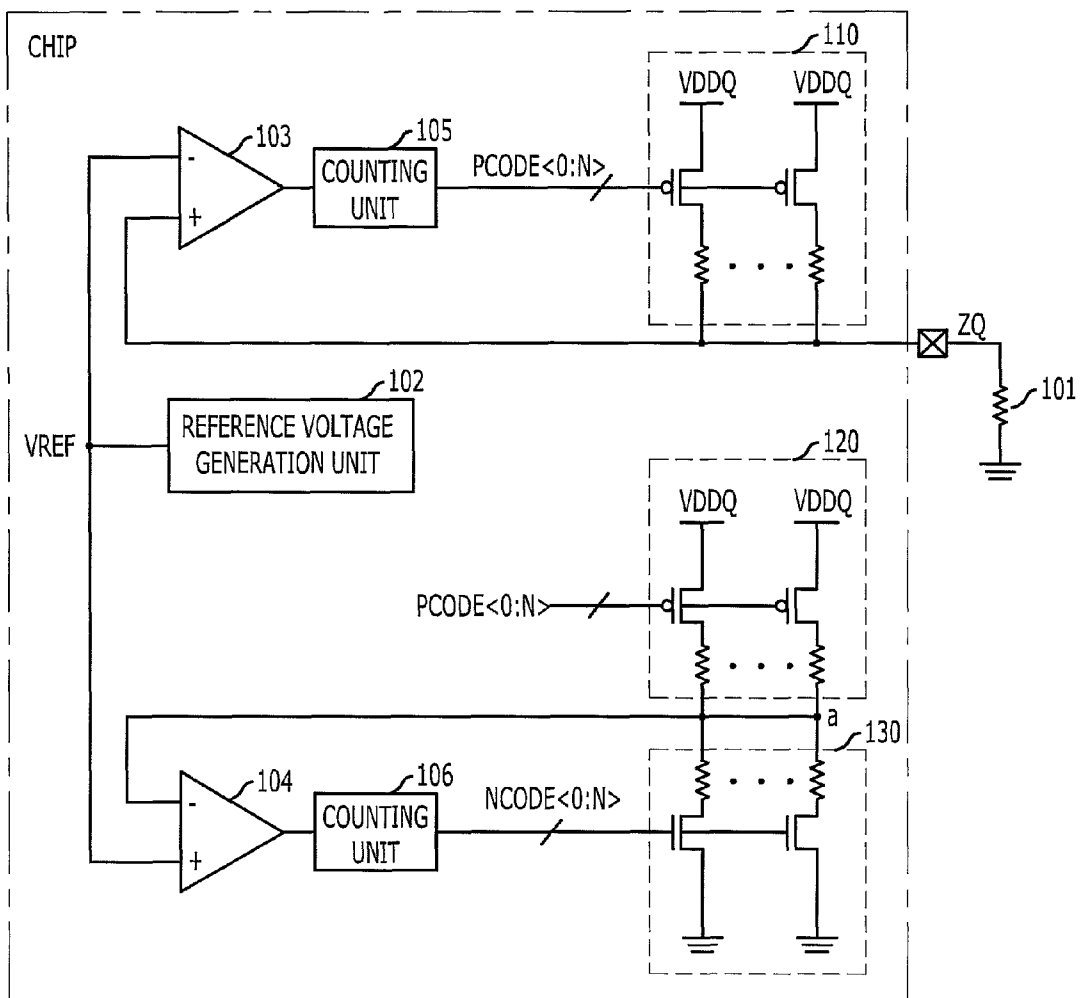 CHIP
110
VDDQ VDDQ
103
-
+
105
COUNTING
UNIT
PCODE<0:N>
ZQ
101
102
REFERENCE VOLTAGE
GENERATION UNIT
VREF
120
VDDQ VDDQ
PCODE<0:N>
a
130
104
-
+
106
COUNTING
UNIT
NCODE<0:N>